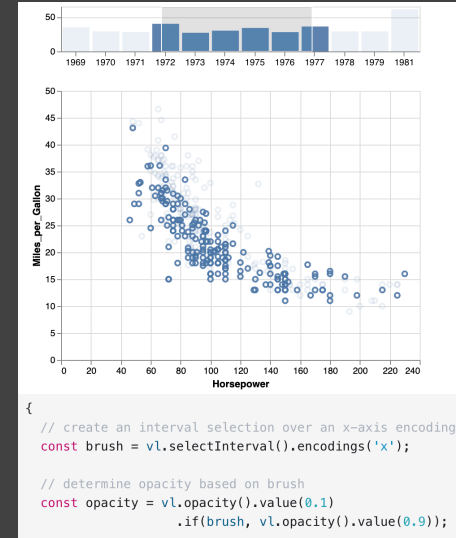 50
0
1969 1970 1971 1972 1973 1974 1975 1976 1977 1978 1979 1981
50
45
40
35
30
25
20
15
10
5
0
Miles_per_Gallon
0 20 40 60 80 100 120 140 160 180 200 220 240
Horsepower
{
// create an interval selection over an x-axis encoding
const brush = vl.selectInterval().encodings('x');
// determine opacity based on brush
const opacity = vl.opacity().value(0.1)
.if(brush, vl.opacity().value(0.9));